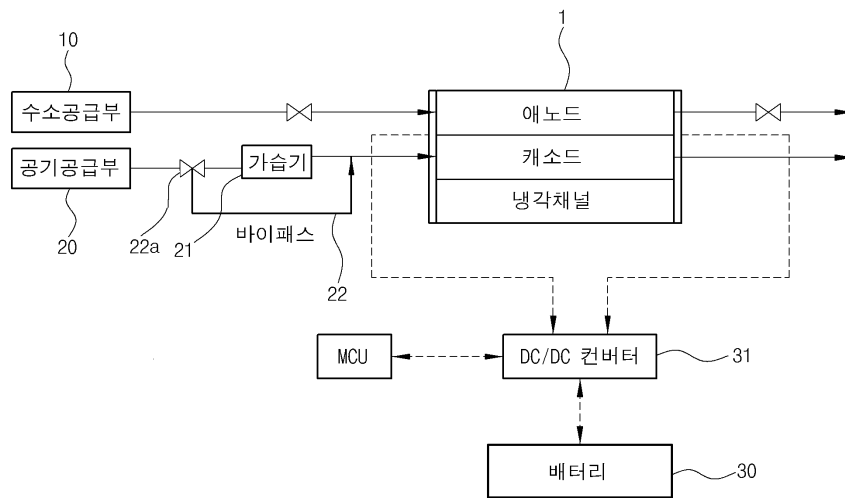 10
1
수소공급부
애노드
공기공급부
가습기
캐소드
냉각채널
20
22a
21
바이패스
22
MCU
DC/DC 컨버터
31
배터리
30